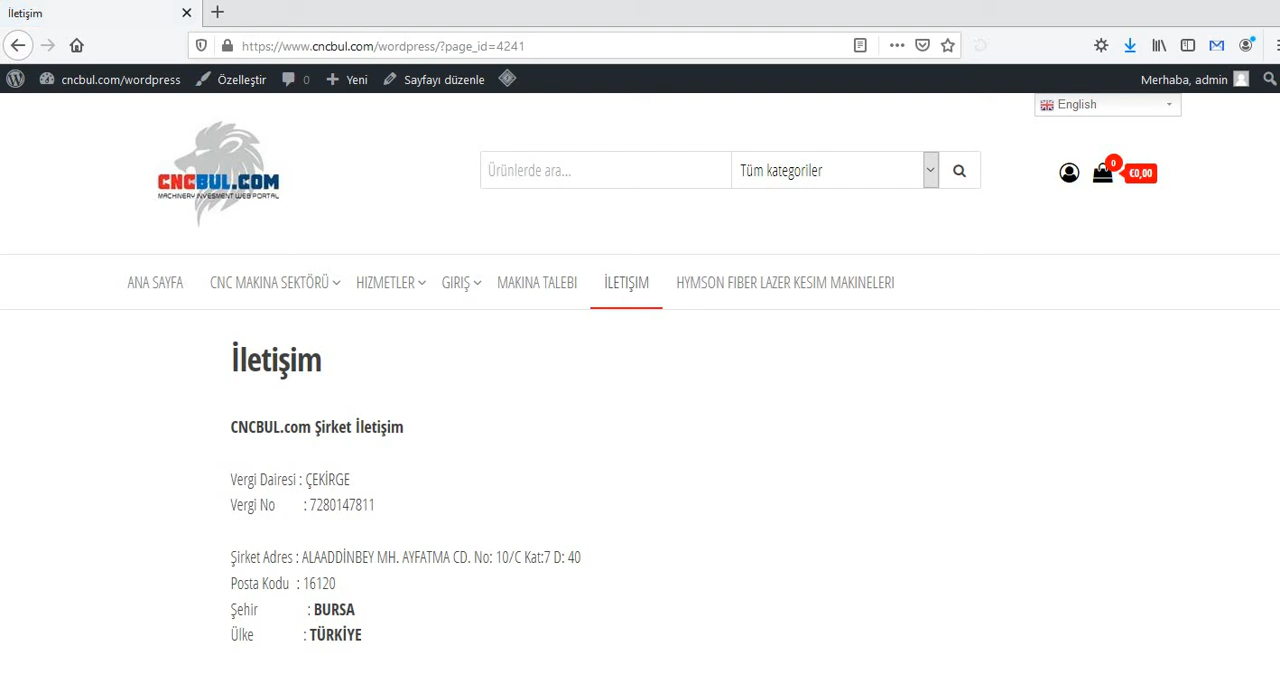 İletişim
https://www.cncbul.com/wordpress/?page_id=4241
cncbul.com/wordpress Özelleştir 0 Yeni Sayfayı düzenle Merhaba, admin
English
CNCBUL.COM
MACHINERY INVESMENT WEB PORTAL
Ürünlerde ara... Tüm kategoriler 0 €0,00
ANA SAYFA CNC MAKINA SEKTÖRÜ HIZMETLER GIRIŞ MAKINA TALEBI İLETIŞIM HYMSON FIBER LAZER KESIM MAKINELERI
İletişim
CNCBUL.com Şirket İletişim
Vergi Dairesi : ÇEKİRGE
Vergi No : 7280147811
Şirket Adres : ALAADDİNBEY MH. AYFATMA CD. No: 10/C Kat:7 D: 40
Posta Kodu : 16120
Şehir : BURSA
Ülke : TÜRKİYE